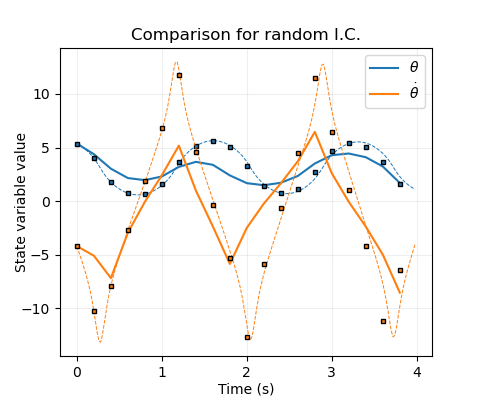 Comparison for random I.C.
θ
θ̇
State variable value
10
5
0
−5
−10
0 1 2 3 4
Time (s)